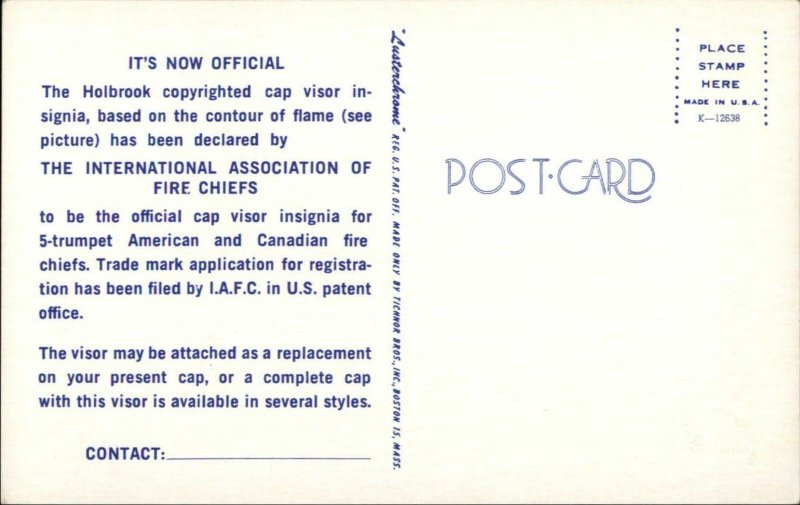 IT'S NOW OFFICIAL
The Holbrook copyrighted cap visor in-
signia, based on the contour of flame (see
picture) has been declared by
THE INTERNATIONAL ASSOCIATION OF
FIRE CHIEFS
to be the official cap visor insignia for
5-trumpet American and Canadian fire
chiefs. Trade mark application for registra-
tion has been filed by I.A.F.C. in U.S. patent
office.
The visor may be attached as a replacement
on your present cap, or a complete cap
with this visor is available in several styles.
CONTACT:
"Lusterchrome" REG. U.S. PAT. OFF. MADE ONLY BY TICHNOR BROS., INC., BOSTON 15, MASS.
POST·CARD
PLACE
STAMP
HERE
MADE IN U.S.A.
K—12638